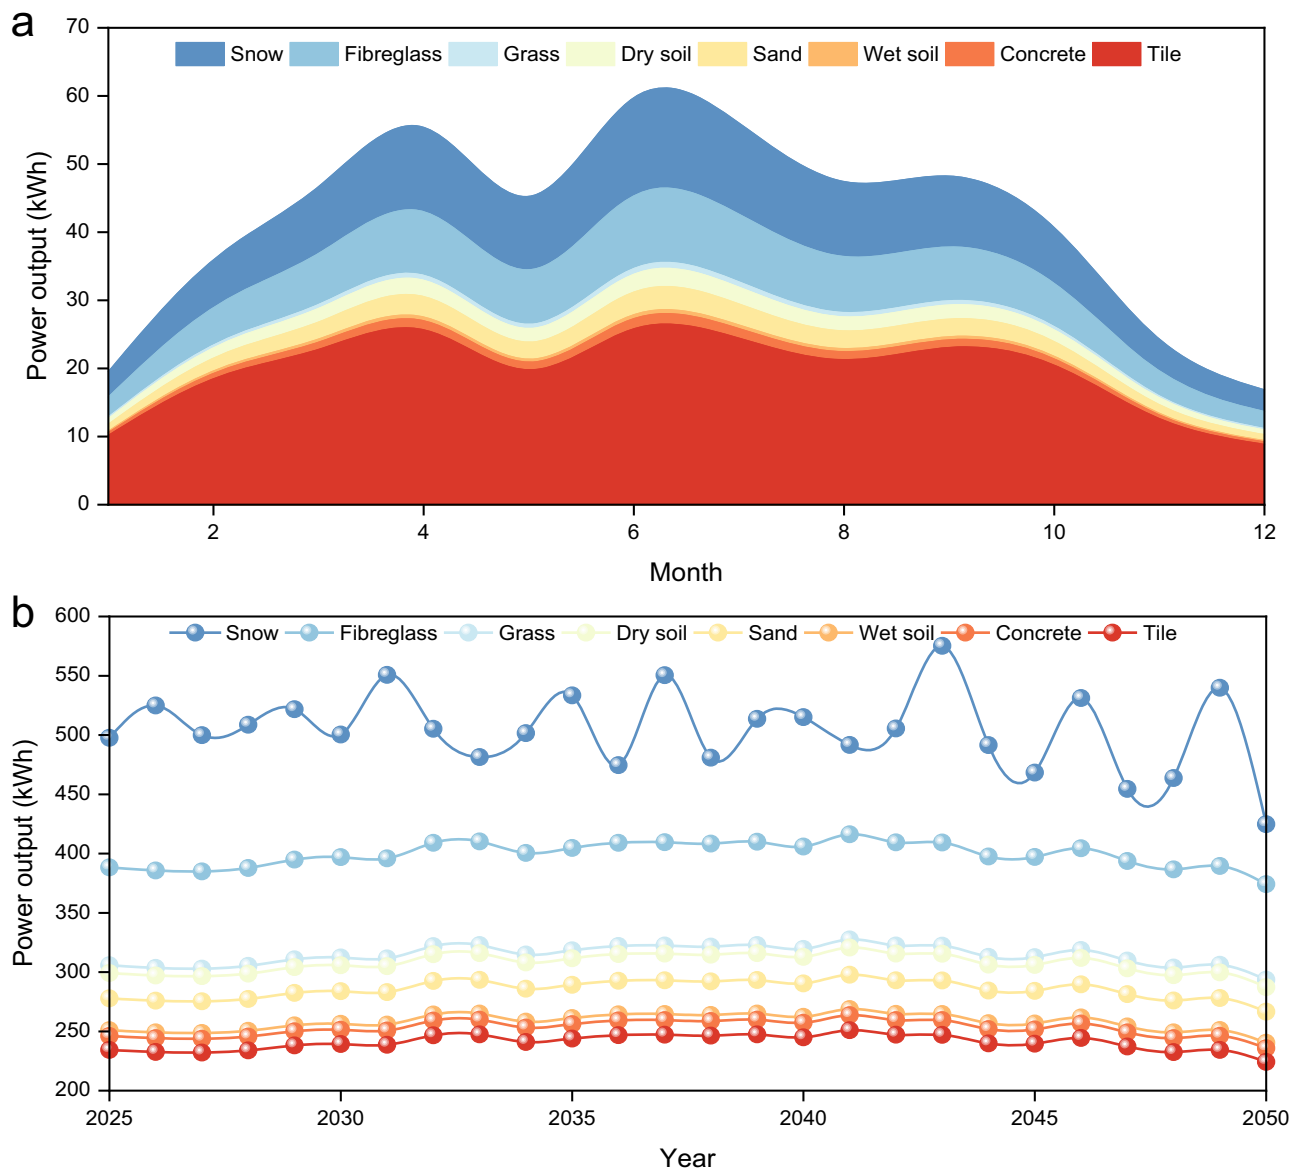 a
70
60
50
40
30
20
10
0
Power output (kWh)
Snow Fibreglass Grass Dry soil Sand Wet soil Concrete Tile
2 4 6 8 10 12
Month
b
600
550
500
450
400
350
300
250
200
Power output (kWh)
Snow Fibreglass Grass Dry soil Sand Wet soil Concrete Tile
2025 2030 2035 2040 2045 2050
Year